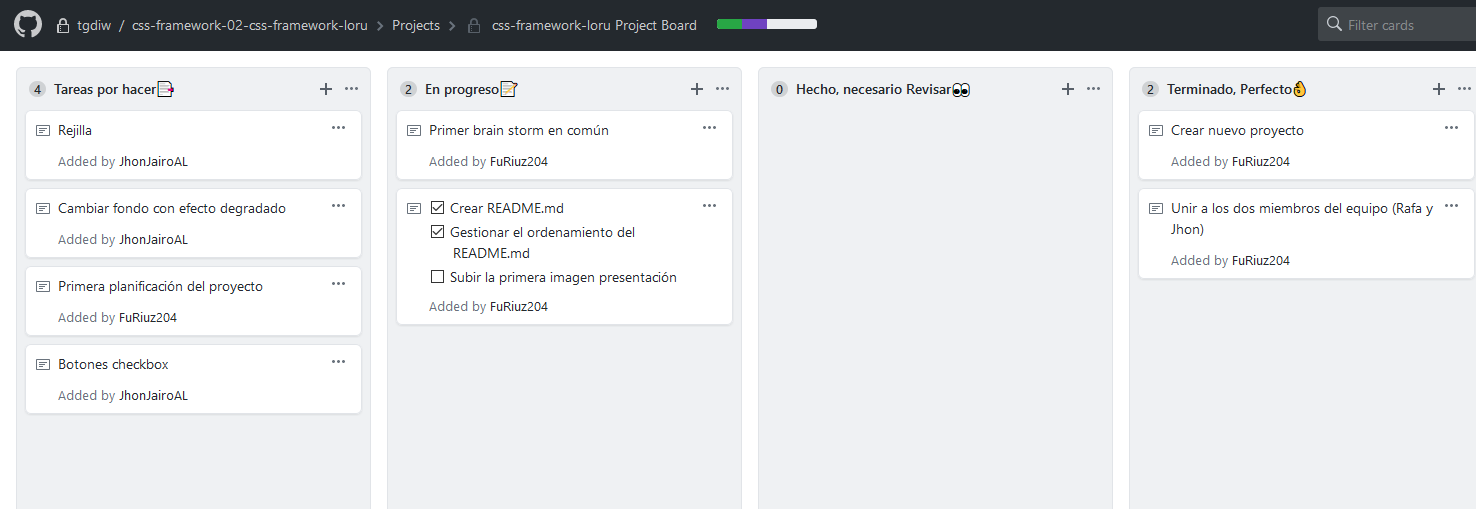 tgdiw / css-framework-02-css-framework-loru > Projects > css-framework-loru Project Board
Filter cards
4 Tareas por hacer📑
Rejilla
Added by JhonJairoAL
Cambiar fondo con efecto degradado
Added by JhonJairoAL
Primera planificación del proyecto
Added by FuRiuz204
Botones checkbox
Added by JhonJairoAL
2 En progreso📝
Primer brain storm en común
Added by FuRiuz204
Crear README.md
Gestionar el ordenamiento del
README.md
Subir la primera imagen presentación
Added by FuRiuz204
0 Hecho, necesario Revisar👀
2 Terminado, Perfecto👌
Crear nuevo proyecto
Added by FuRiuz204
Unir a los dos miembros del equipo (Rafa y
Jhon)
Added by FuRiuz204